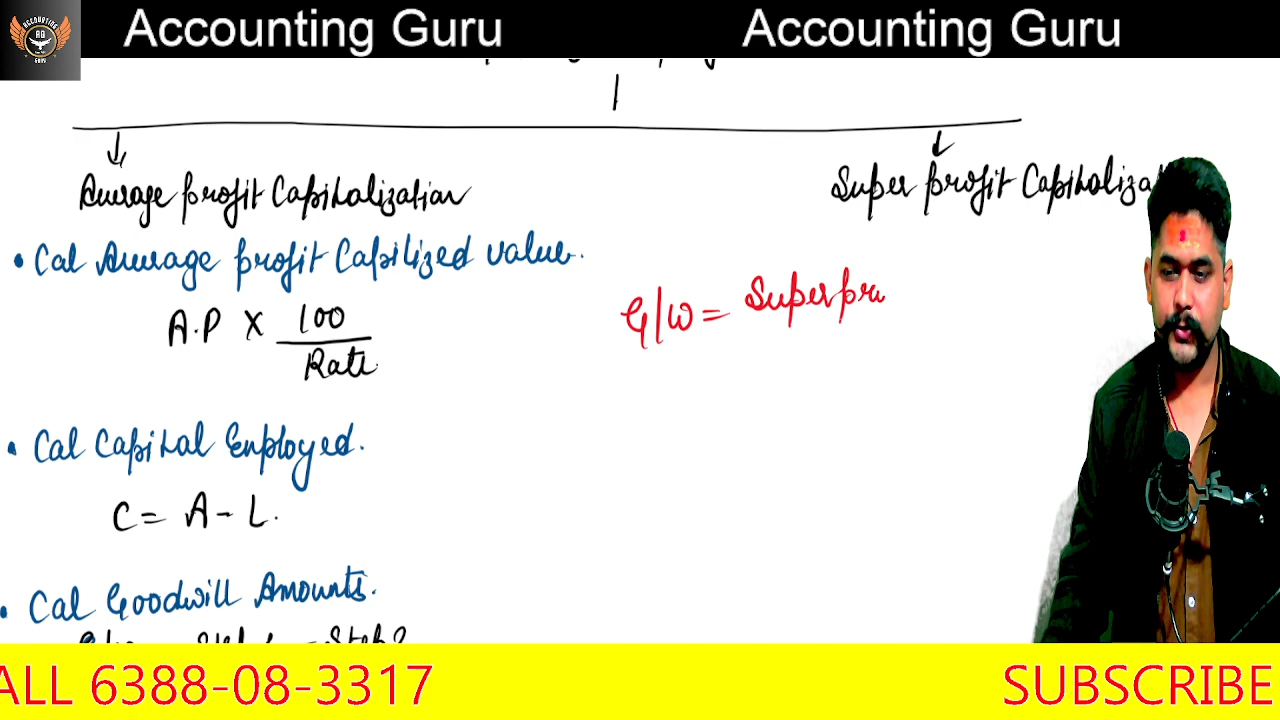 Accounting Guru
Accounting Guru
Average profit Capitalization
Super profit Capitaliza
• Cal Average profit Capitlized value.
A.P X 100
Rate
G/W = Superpr
• Cal Capital Employed.
C = A - L.
• Cal Goodwill Amounts.
ALL 6388-08-3317
SUBSCRIBE